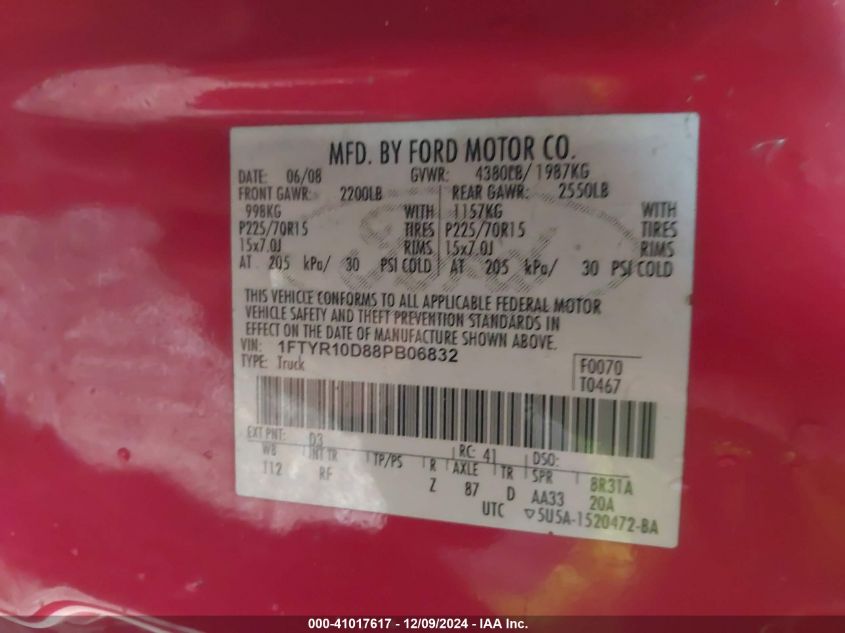 MFD. BY FORD MOTOR CO.
DATE: 06/08 GVWR: 4380LB/1987KG
FRONT GAWR: 2200LB REAR GAWR: 2550LB
998KG WITH 1157KG WITH
P225/70R15 TIRES P225/70R15 TIRES
15x7.0J RIMS 15x7.0J RIMS
AT 205 kPa/ 30 PSI COLD AT 205 kPa/ 30 PSI COLD
THIS VEHICLE CONFORMS TO ALL APPLICABLE FEDERAL MOTOR
VEHICLE SAFETY AND THEFT PREVENTION STANDARDS IN
EFFECT ON THE DATE OF MANUFACTURE SHOWN ABOVE.
VIN: 1FTYR10D88PB06832
TYPE: Truck
F0070
T0467
EXT PNT: D3 RC: 41 DSO:
WB INT TR TP/PS R AXLE TR SPR 8R31A
112 RF Z 87 D AA33 20A
UTC ▽5U5A-1520472-BA
000-41017617 - 12/09/2024 - IAA Inc.